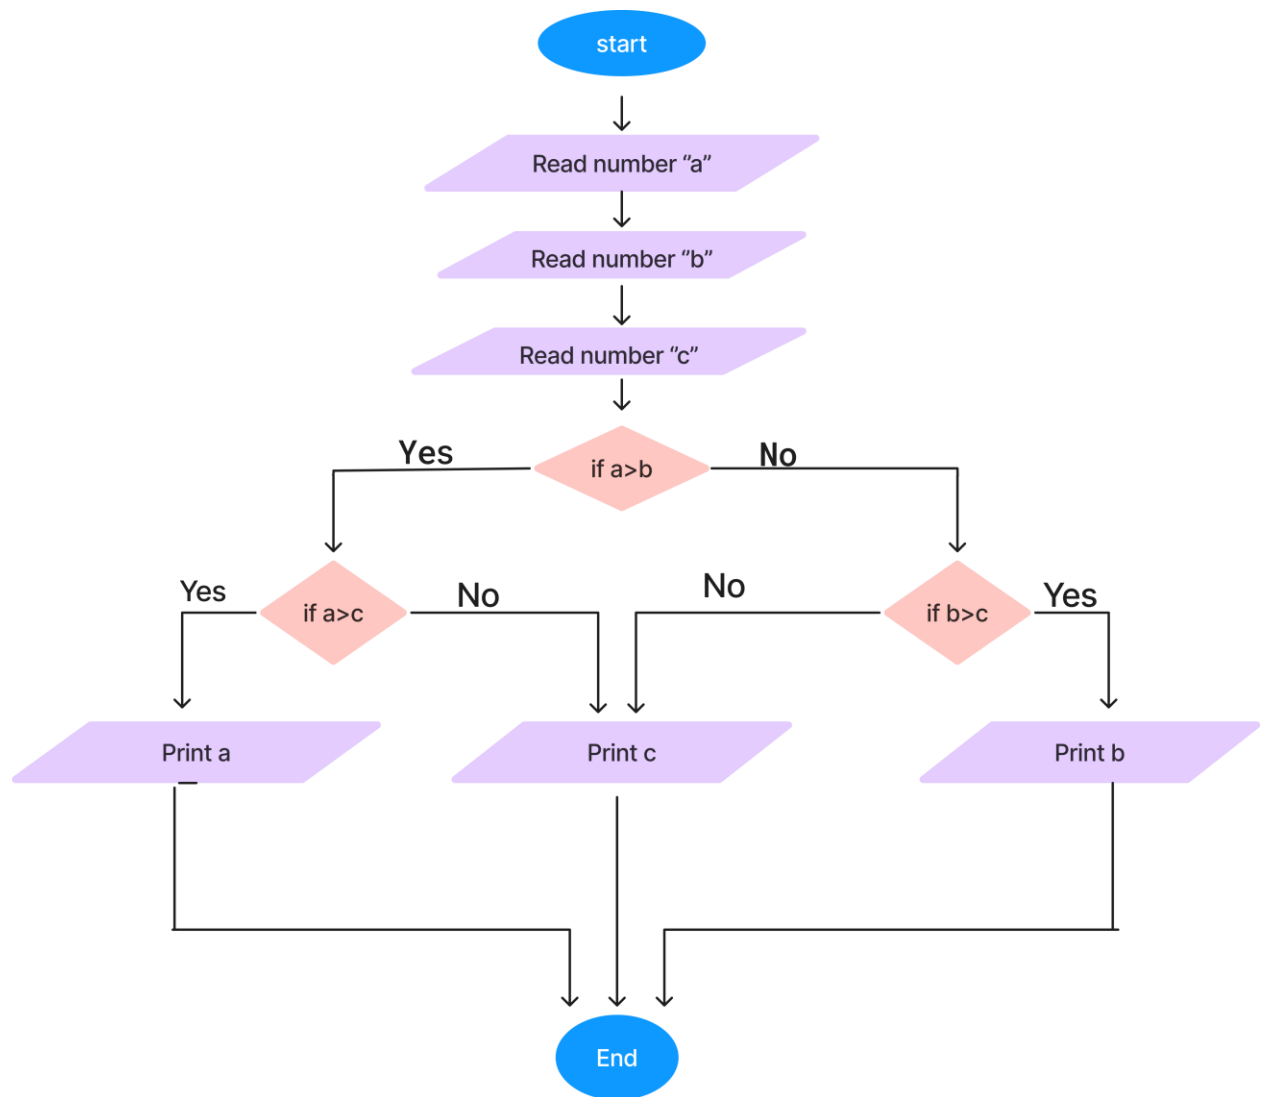 start
Read number “a”
Read number “b”
Read number “c”
Yes
if a>b
No
Yes
if a>c
No
No
if b>c
Yes
Print a
Print c
Print b
End